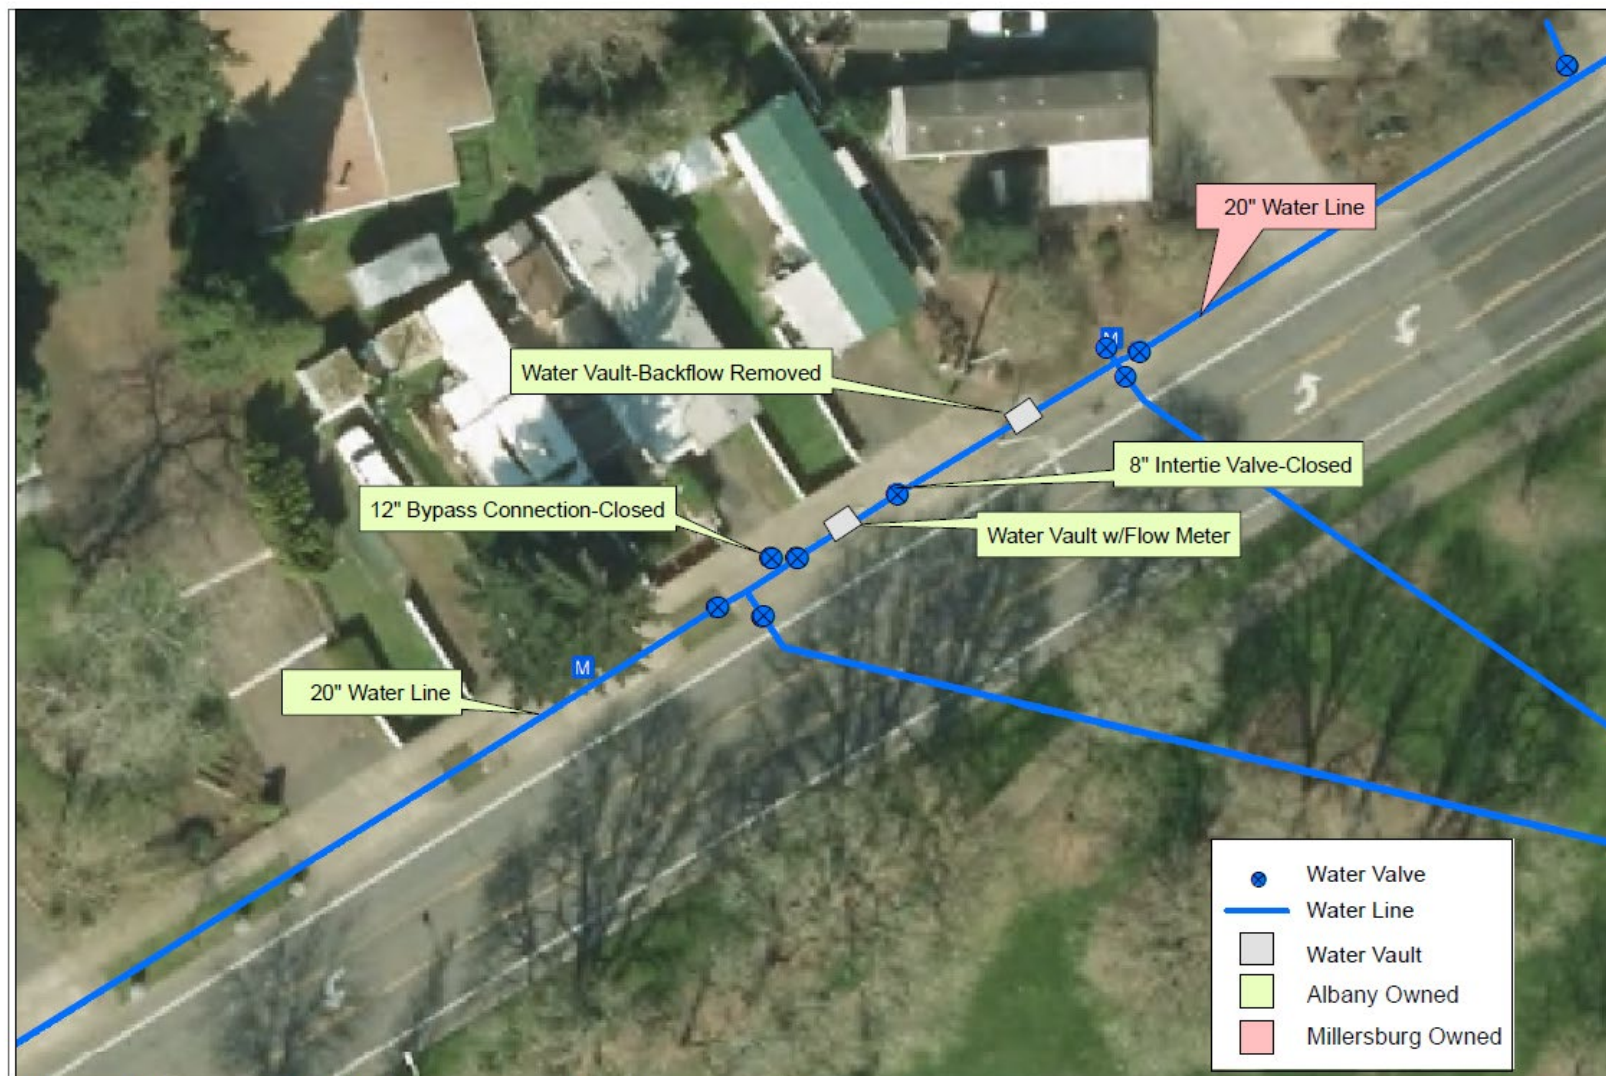 20" Water Line
M
Water Vault-Backflow Removed
8" Intertie Valve-Closed
12" Bypass Connection-Closed
Water Vault w/Flow Meter
M
20" Water Line
Water Valve
Water Line
Water Vault
Albany Owned
Millersburg Owned